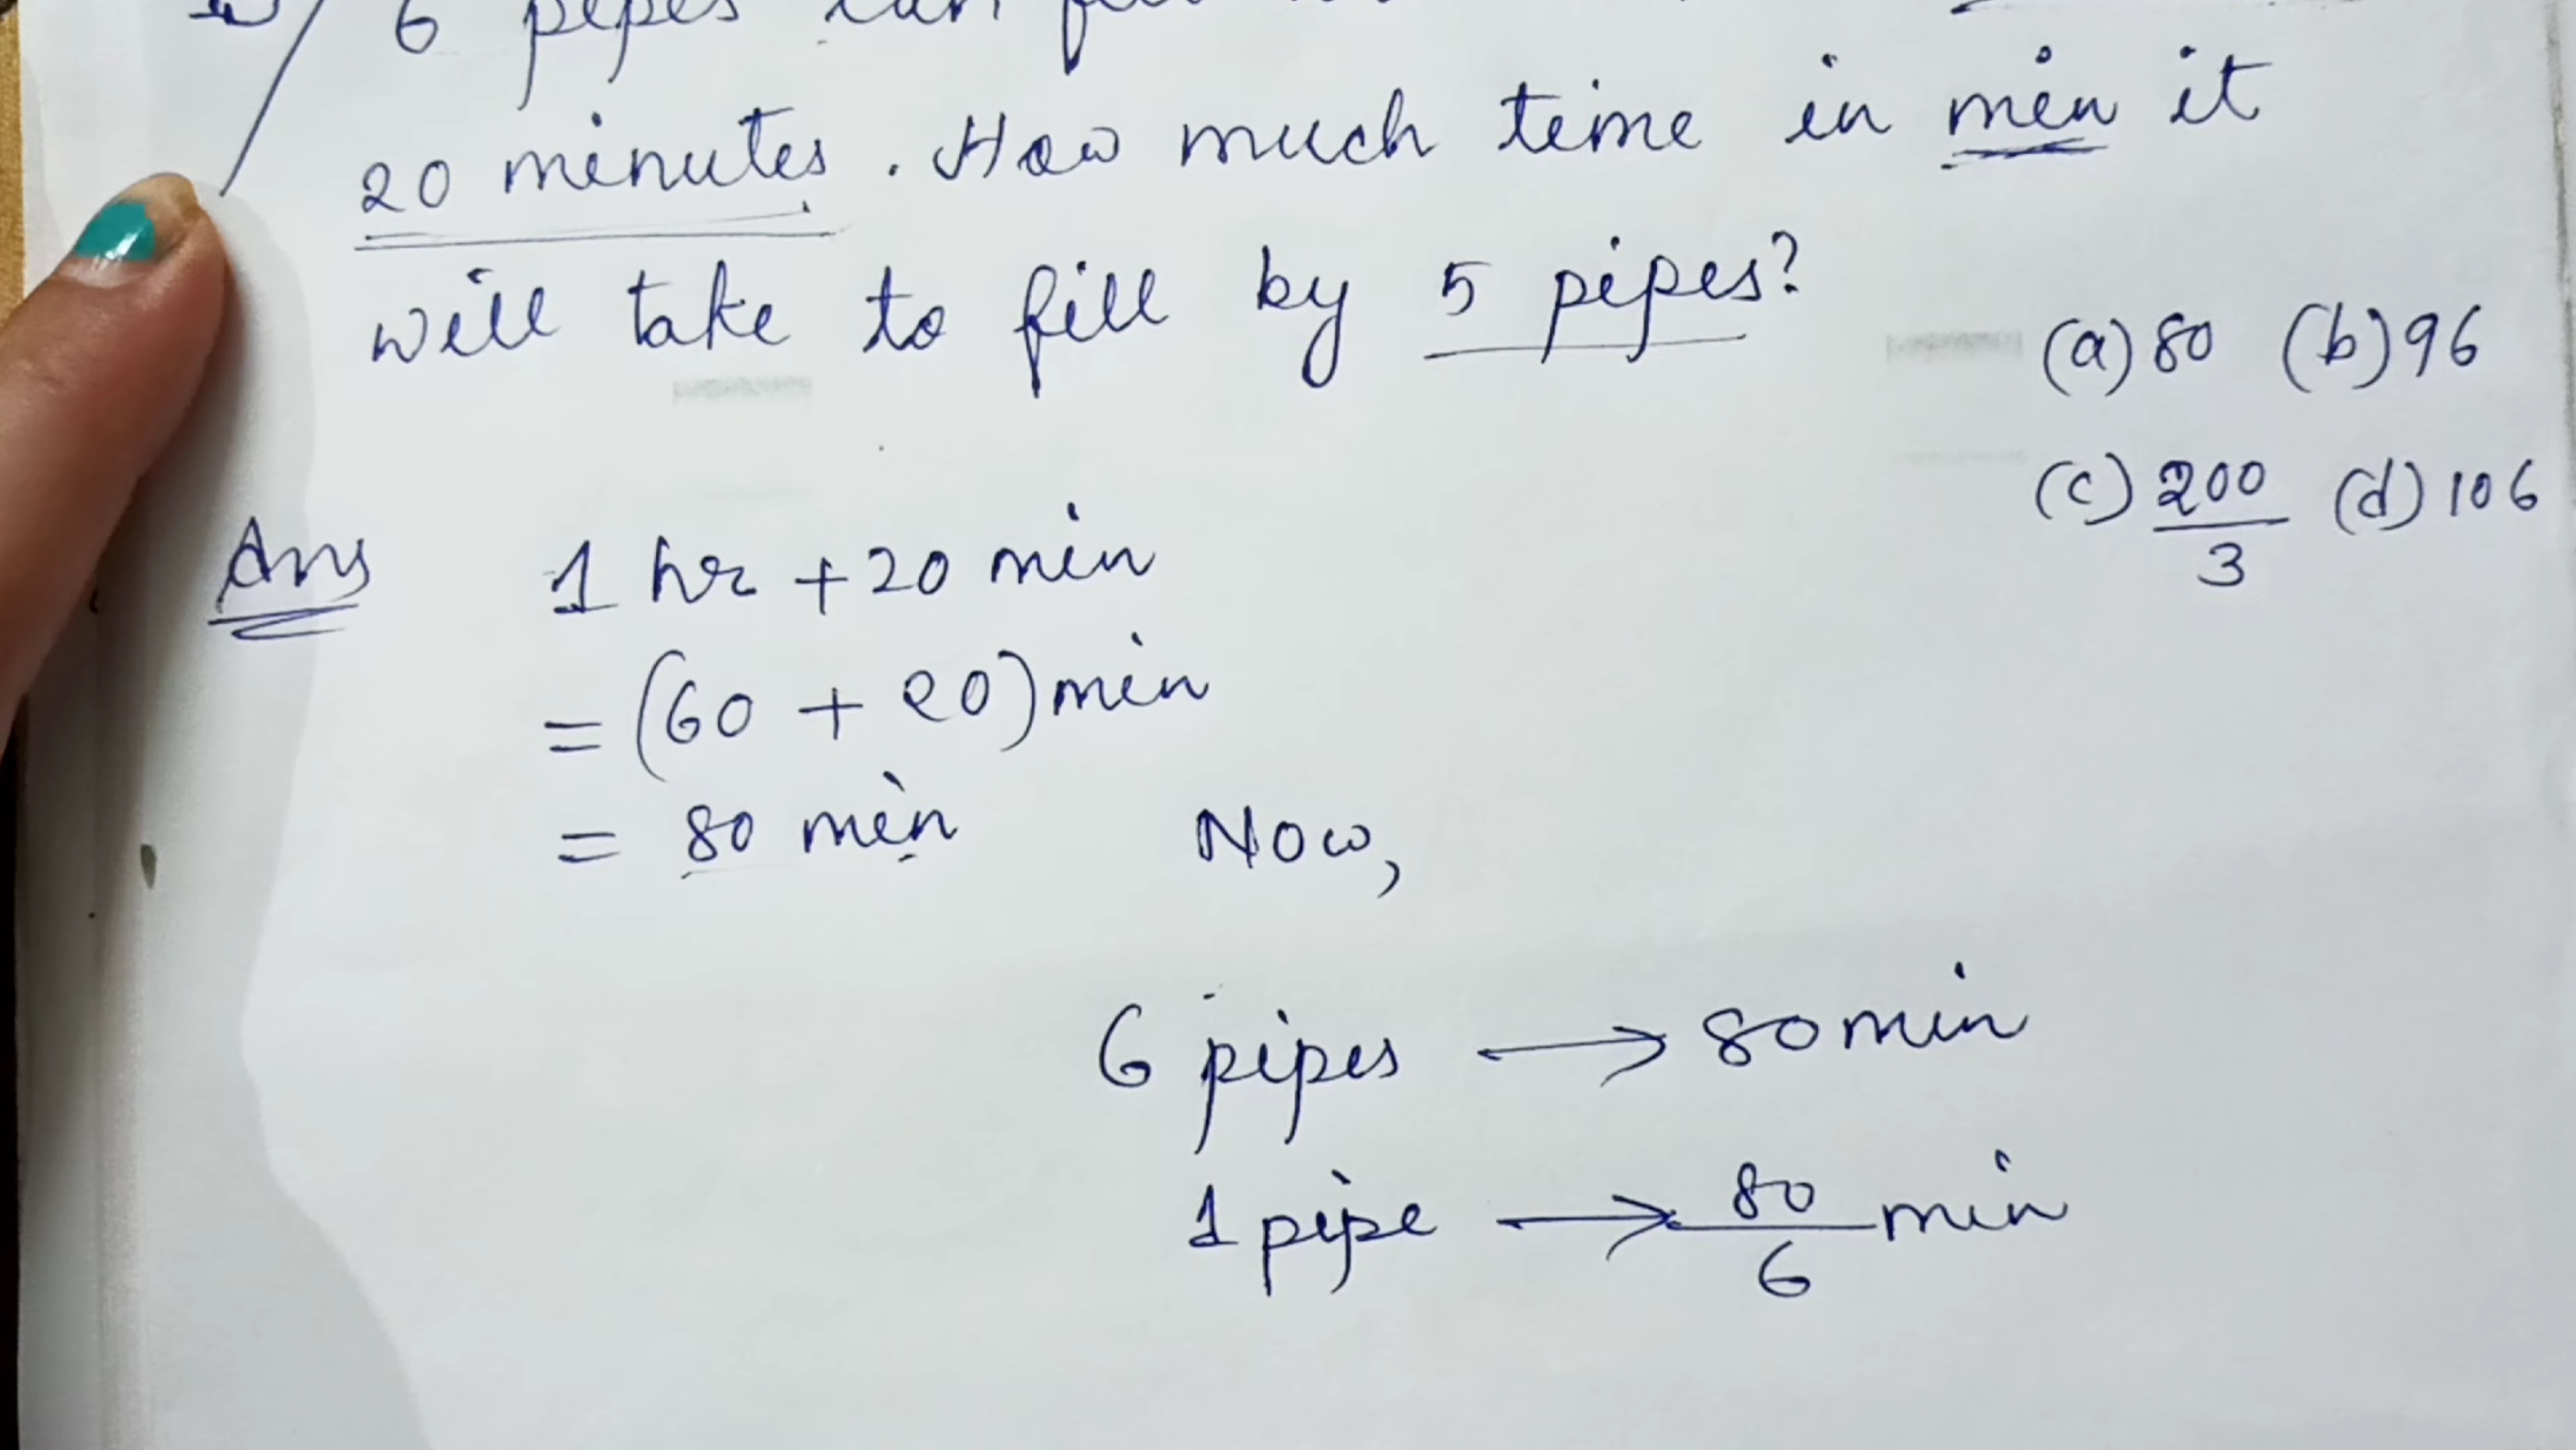 6 pipes can
20 minutes. How much time in min it
will take to fill by 5 pipes?
(a) 80 (b) 96
(c) 200/3 (d) 106
Ans 1 hr + 20 min
= (60 + 20) min
= 80 min Now,
6 pipes → 80 min
1 pipe → 80/6 min